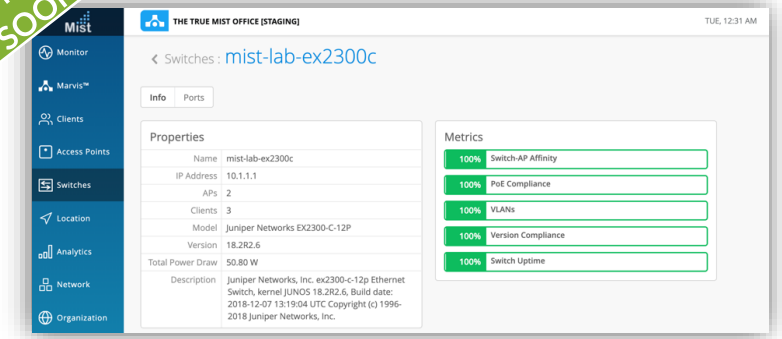 SOON
Mist
THE TRUE MIST OFFICE [STAGING]
TUE, 12:31 AM
Monitor
Marvis™
Clients
Access Points
Switches
Location
Analytics
Network
Organization
Switches : mist-lab-ex2300c
Info Ports
Properties
Name mist-lab-ex2300c
IP Address 10.1.1.1
APs 2
Clients 3
Model Juniper Networks EX2300-C-12P
Version 18.2R2.6
Total Power Draw 50.80 W
Description Juniper Networks, Inc. ex2300-c-12p Ethernet
Switch, kernel JUNOS 18.2R2.6, Build date:
2018-12-07 13:19:04 UTC Copyright (c) 1996-
2018 Juniper Networks, Inc.
Metrics
100% Switch-AP Affinity
100% PoE Compliance
100% VLANs
100% Version Compliance
100% Switch Uptime